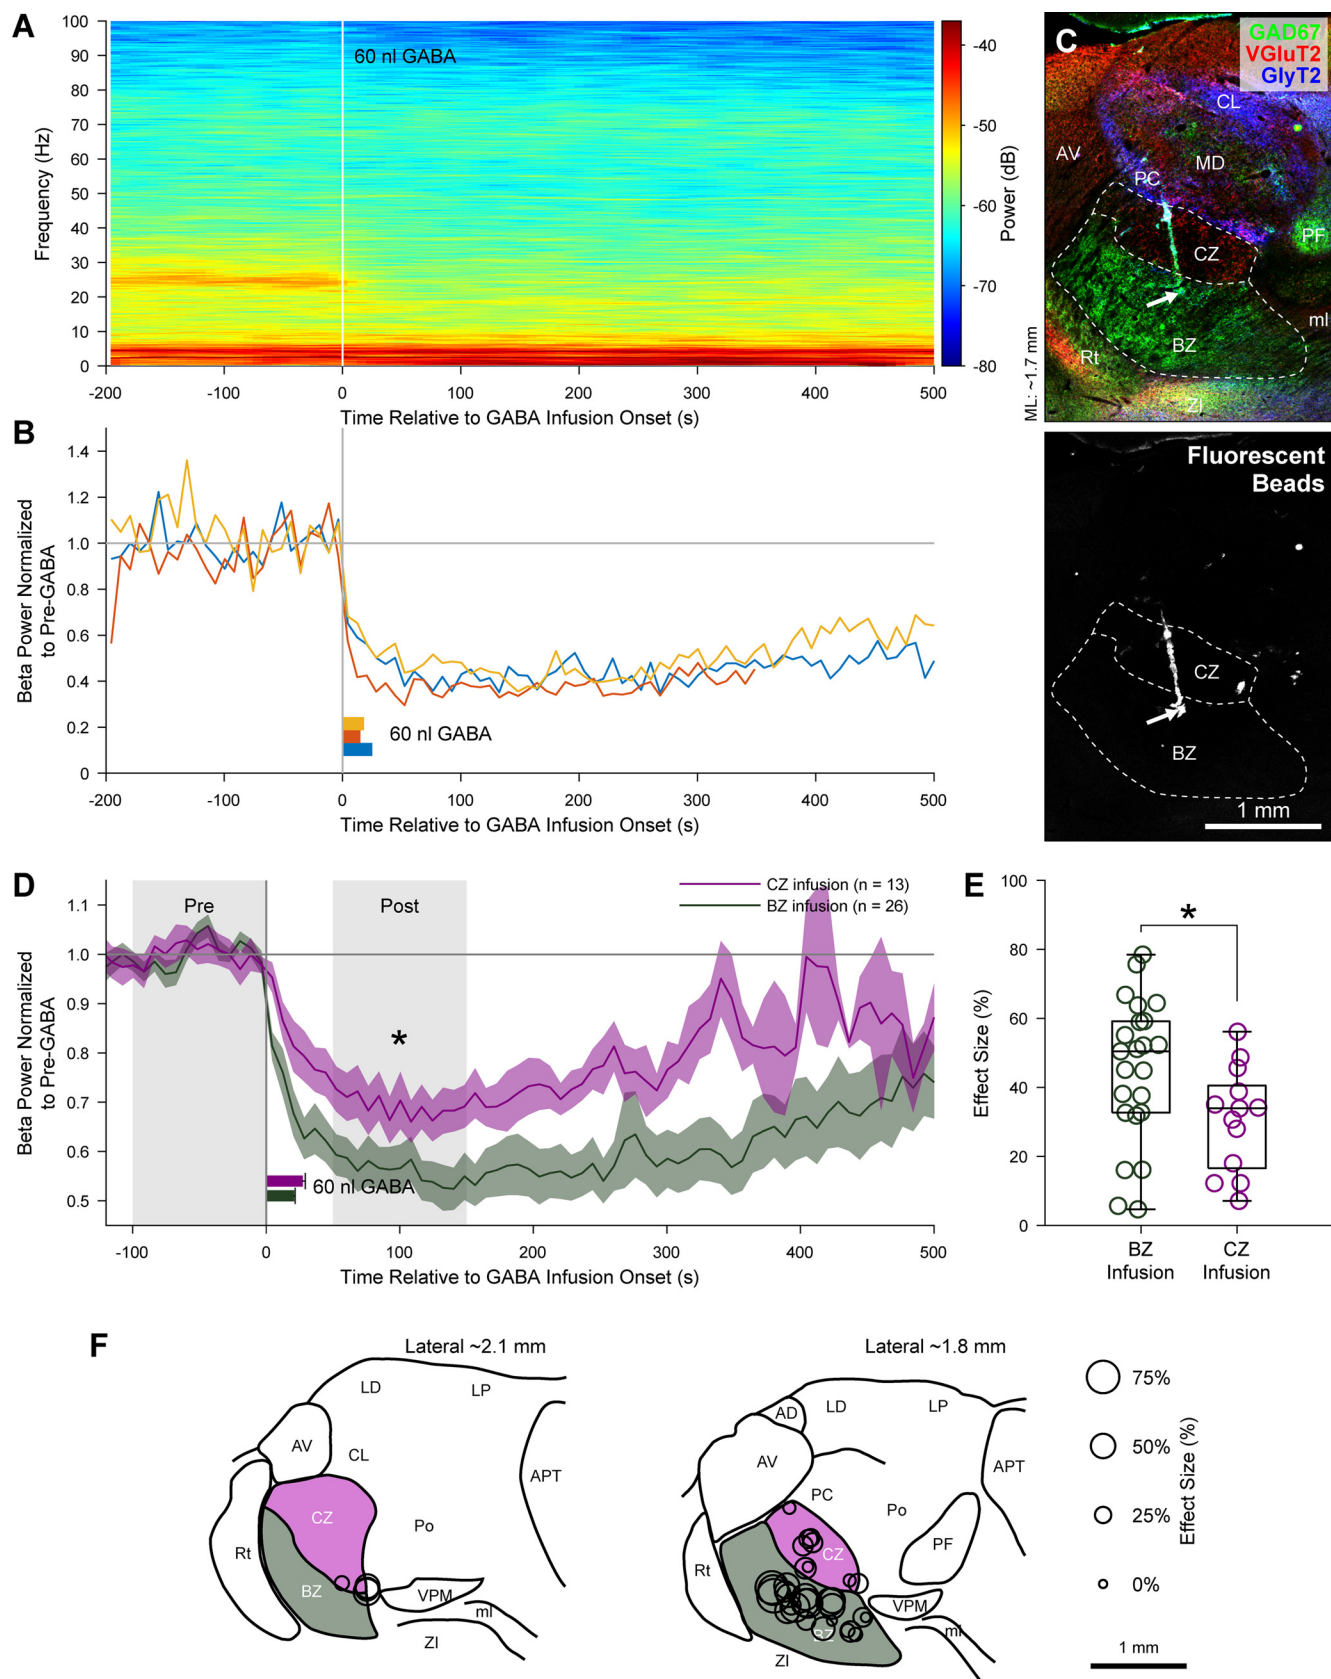 A
100
90
80
70
60
50
40
30
20
10
0
Frequency (Hz)
60 nl GABA
-200
-100
0
100
200
300
400
500
Time Relative to GABA Infusion Onset (s)
-40
-50
-60
-70
-80
Power (dB)
C
GAD67
VGluT2
GlyT2
CL
AV
MD
PC
PF
CZ
ml
BZ
Rt
ZI
ML: ~1.7 mm
Fluorescent
Beads
CZ
BZ
1 mm
B
1.4
1.2
1.0
0.8
0.6
0.4
0.2
0
Beta Power Normalized
to Pre-GABA
60 nl GABA
-200
-100
0
100
200
300
400
500
Time Relative to GABA Infusion Onset (s)
D
1.1
1.0
0.9
0.8
0.7
0.6
0.5
Beta Power Normalized
to Pre-GABA
Pre
Post
CZ infusion (n = 13)
BZ infusion (n = 26)
*
60 nl GABA
-100
0
100
200
300
400
500
Time Relative to GABA Infusion Onset (s)
E
100
80
60
40
20
0
Effect Size (%)
*
BZ
Infusion
CZ
Infusion
F
Lateral ~2.1 mm
LD
LP
AV
CL
APT
CZ
Po
Rt
BZ
VPM
ml
ZI
Lateral ~1.8 mm
AD
LD
LP
AV
APT
PC
Po
CZ
PF
Rt
VPM
BZ
ml
ZI
75%
50%
25%
0%
Effect Size (%)
1 mm